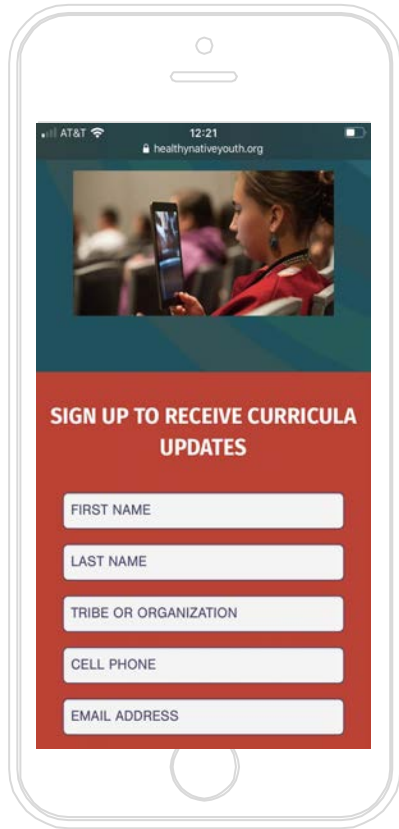 AT&T 12:21
healthynativeyouth.org
SIGN UP TO RECEIVE CURRICULA
UPDATES
FIRST NAME
LAST NAME
TRIBE OR ORGANIZATION
CELL PHONE
EMAIL ADDRESS